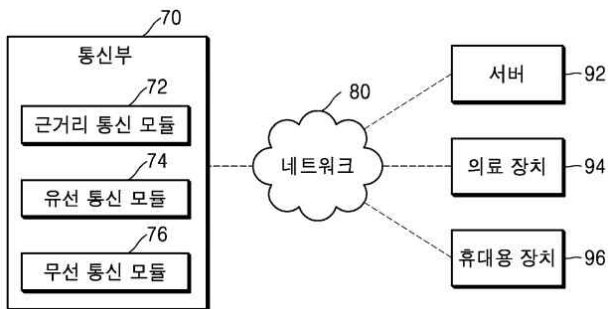 70
통신부
72
근거리 통신 모듈
74
유선 통신 모듈
76
무선 통신 모듈
80
네트워크
서버
92
의료 장치
94
휴대용 장치
96